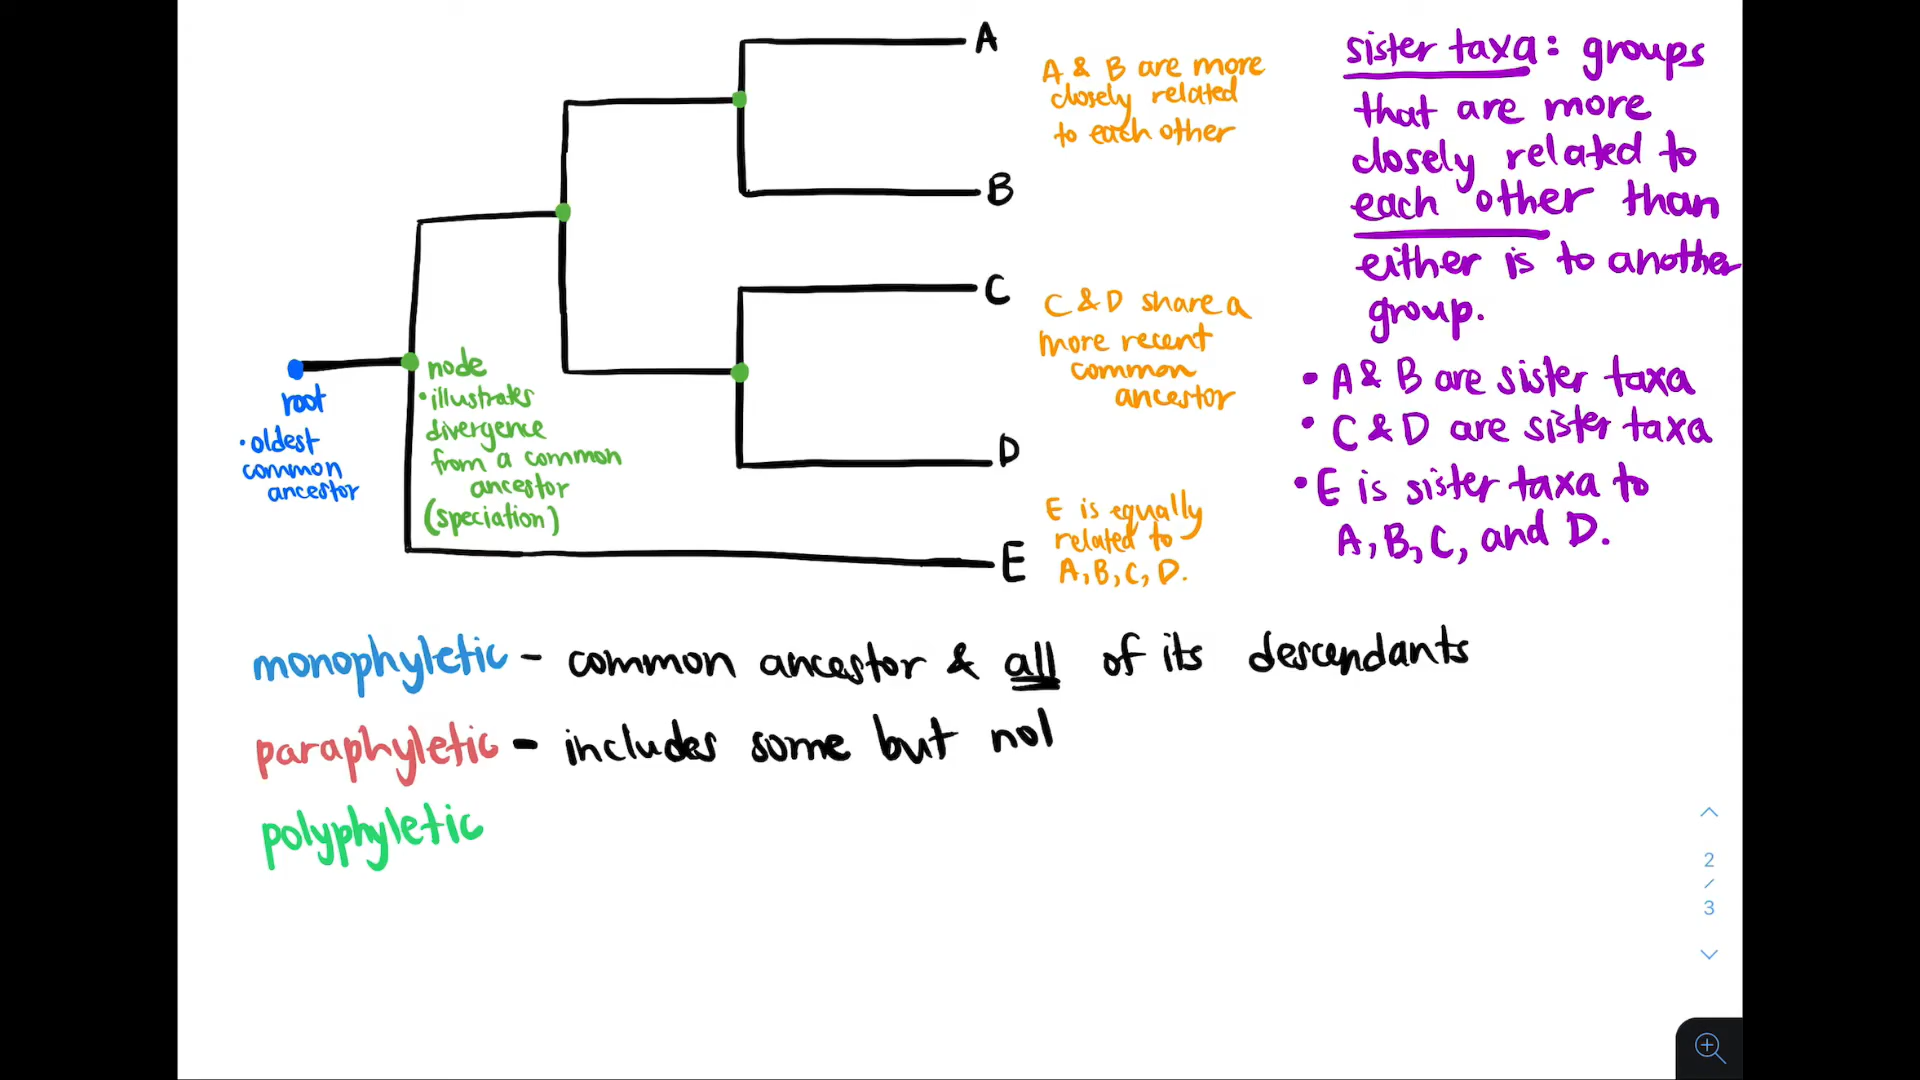 A
A & B are more
closely related
to each other
B
C
C & D share a
more recent
common
ancestor
D
E is equally
related to
A, B, C, D.
E
root
• oldest
common
ancestor
node
• illustrates
divergence
from a common
ancestor
(speciation)
sister taxa: groups
that are more
closely related to
each other than
either is to another
group.
• A & B are sister taxa
• C & D are sister taxa
• E is sister taxa to
A, B, C, and D.
monophyletic - common ancestor & all of its descendants
paraphyletic - includes some but not
polyphyletic
2
/
3